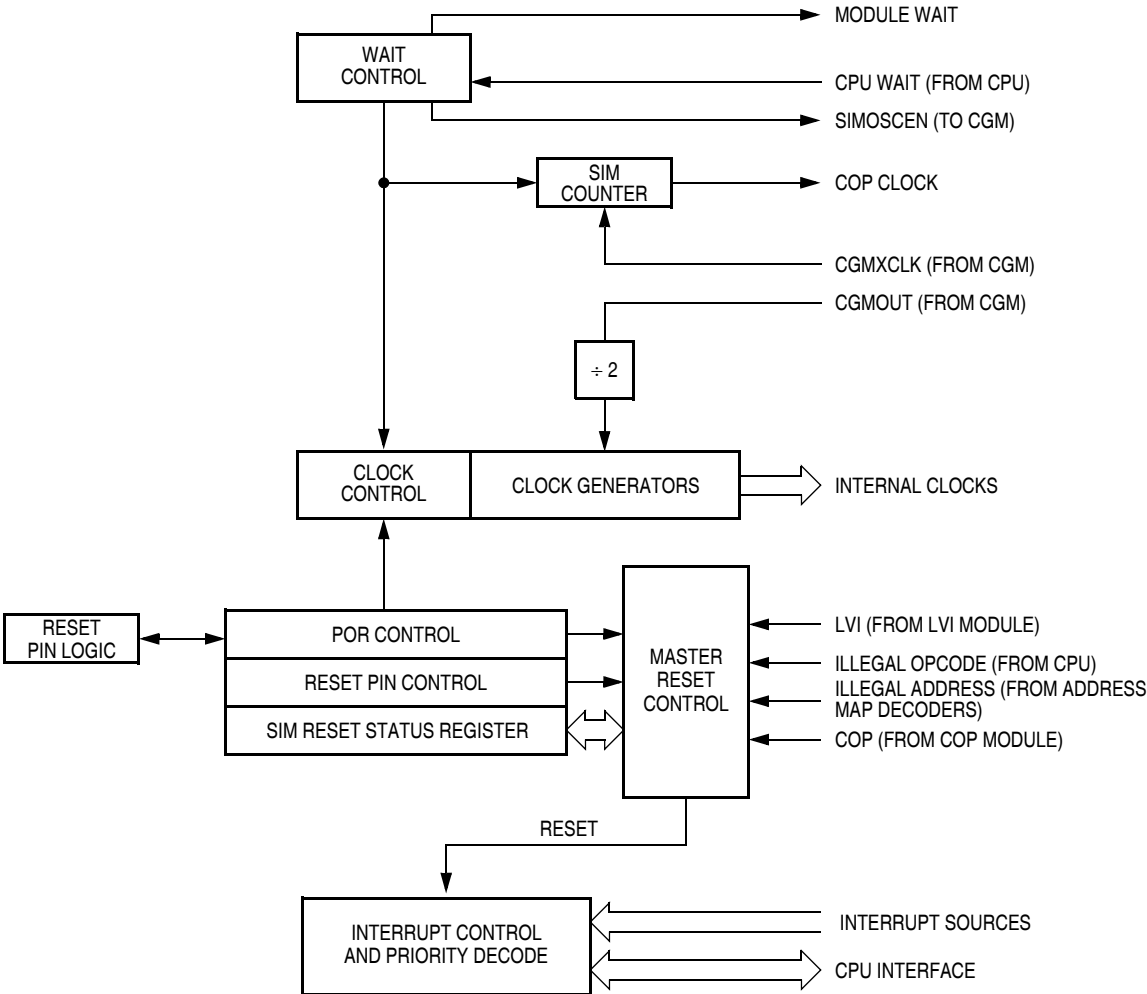 MODULE WAIT
WAIT
CONTROL
CPU WAIT (FROM CPU)
SIMOSCEN (TO CGM)
SIM
COUNTER
COP CLOCK
CGMXCLK (FROM CGM)
CGMOUT (FROM CGM)
÷ 2
CLOCK
CONTROL
CLOCK GENERATORS
INTERNAL CLOCKS
RESET
PIN LOGIC
POR CONTROL
RESET PIN CONTROL
SIM RESET STATUS REGISTER
MASTER
RESET
CONTROL
LVI (FROM LVI MODULE)
ILLEGAL OPCODE (FROM CPU)
ILLEGAL ADDRESS (FROM ADDRESS
MAP DECODERS)
COP (FROM COP MODULE)
RESET
INTERRUPT CONTROL
AND PRIORITY DECODE
INTERRUPT SOURCES
CPU INTERFACE